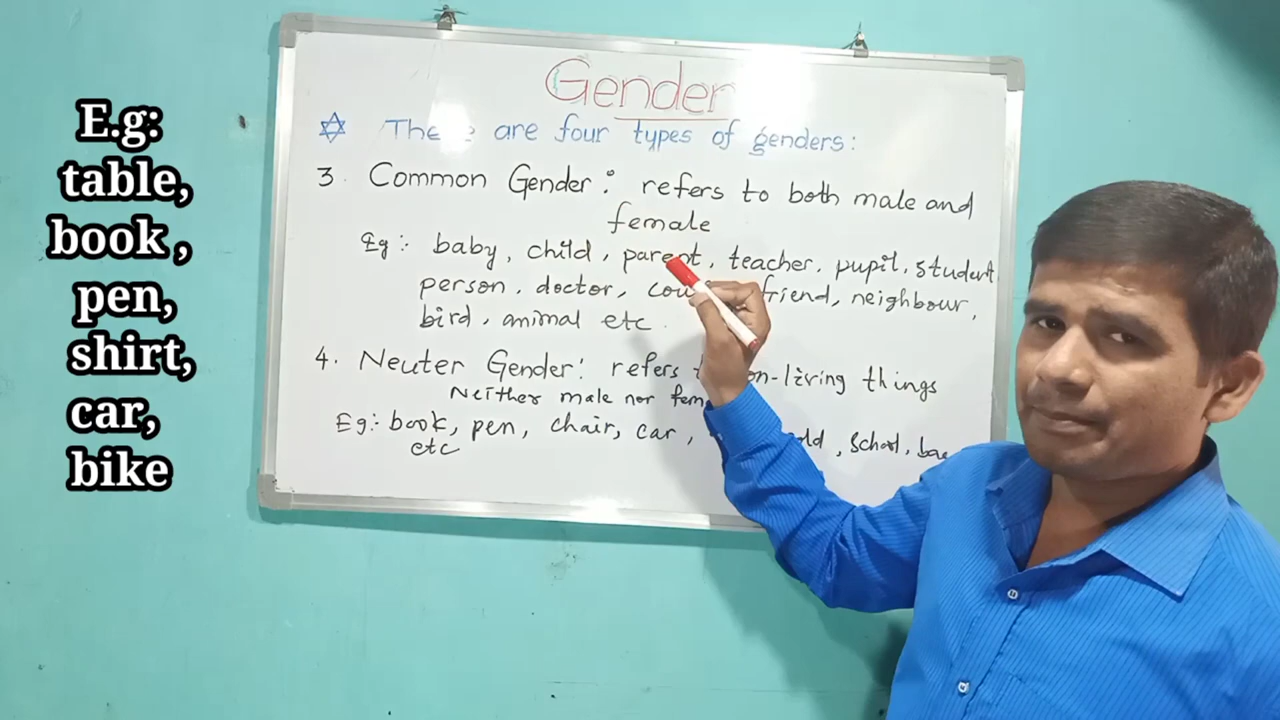 E.g:
table,
book ,
pen,
shirt,
car,
bike
Gender
are four types of genders:
3. Common Gender: refers to both male and
female
Eg:- baby, child, parent, teacher, pupil, student
person, doctor, friend, neighbour,
bird, animal etc.
4. Neuter Gender: refers non-living things
Neither male nor
Eg:- book, pen, chair, car, , school,
etc